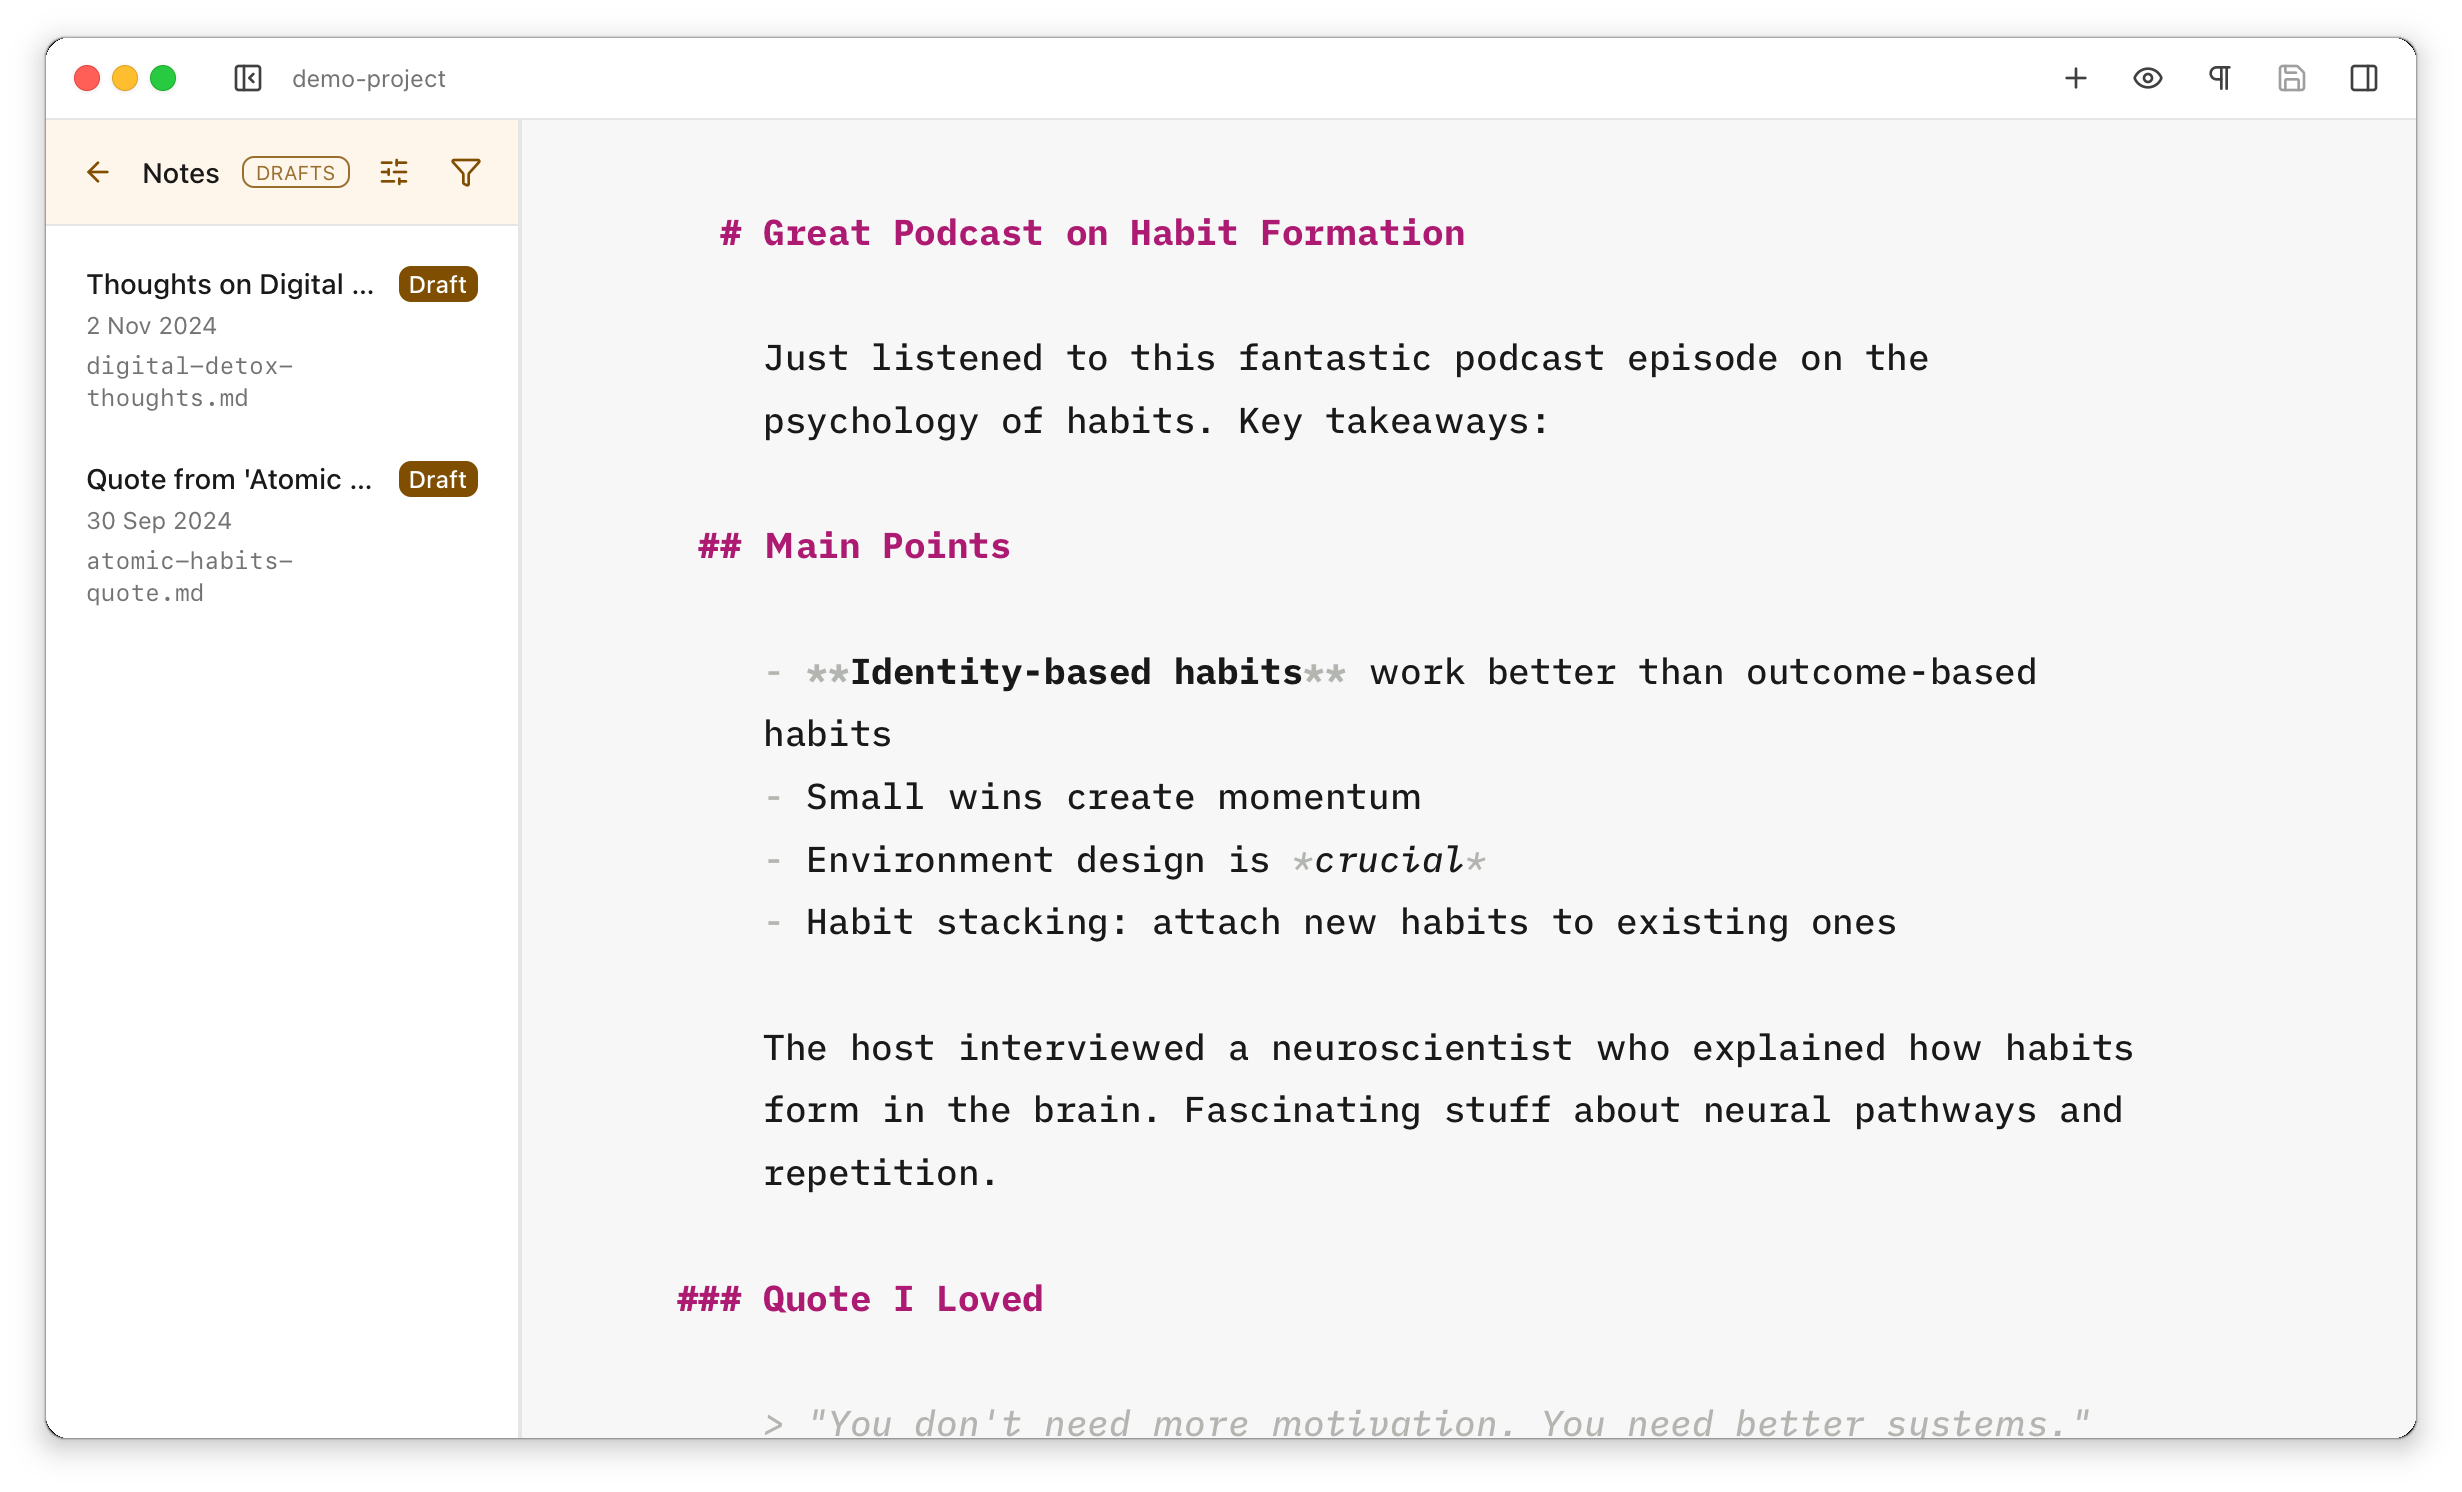 demo-project
Notes DRAFTS
Thoughts on Digital ... Draft
2 Nov 2024
digital-detox-
thoughts.md
Quote from 'Atomic ... Draft
30 Sep 2024
atomic-habits-
quote.md
# Great Podcast on Habit Formation
Just listened to this fantastic podcast episode on the
psychology of habits. Key takeaways:
## Main Points
- **Identity-based habits** work better than outcome-based
habits
- Small wins create momentum
- Environment design is *crucial*
- Habit stacking: attach new habits to existing ones
The host interviewed a neuroscientist who explained how habits
form in the brain. Fascinating stuff about neural pathways and
repetition.
### Quote I Loved
> "You don't need more motivation. You need better systems."